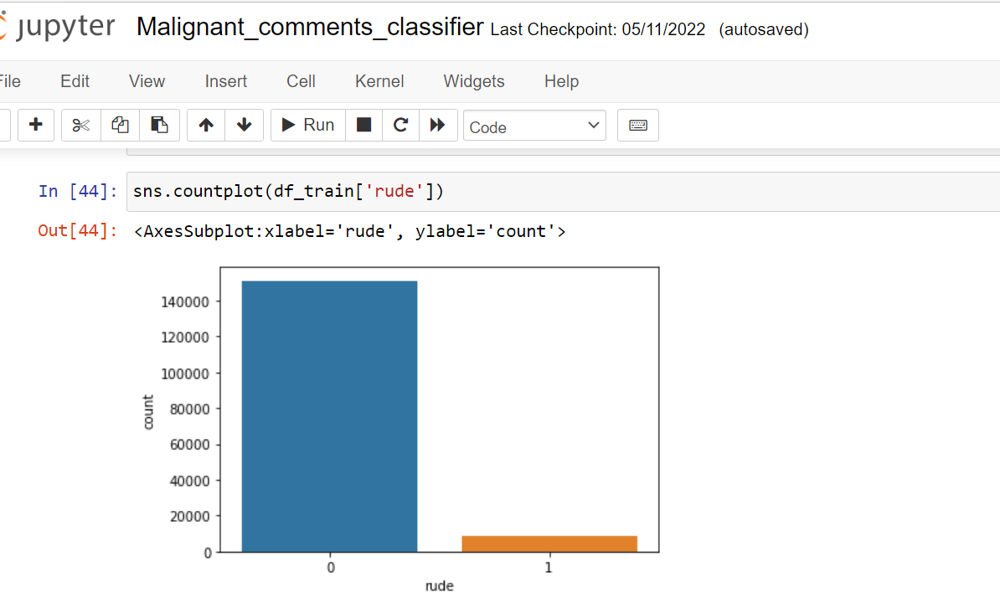 jupyter Malignant_comments_classifier Last Checkpoint: 05/11/2022 (autosaved)
File Edit View Insert Cell Kernel Widgets Help
Run Code
In [44]: sns.countplot(df_train['rude'])
Out[44]: <AxesSubplot:xlabel='rude', ylabel='count'>
140000
120000
100000
80000
60000
40000
20000
0
count
0 1
rude